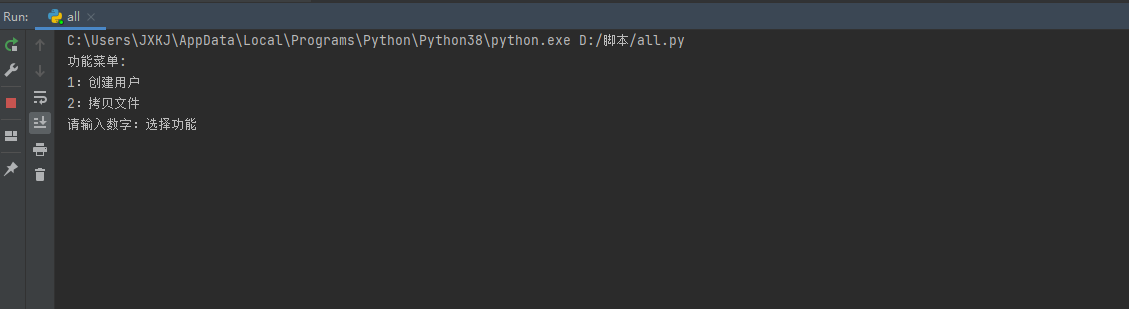 Run: all
C:\Users\JXKJ\AppData\Local\Programs\Python\Python38\python.exe D:/脚本/all.py
功能菜单:
1: 创建用户
2: 拷贝文件
请输入数字: 选择功能